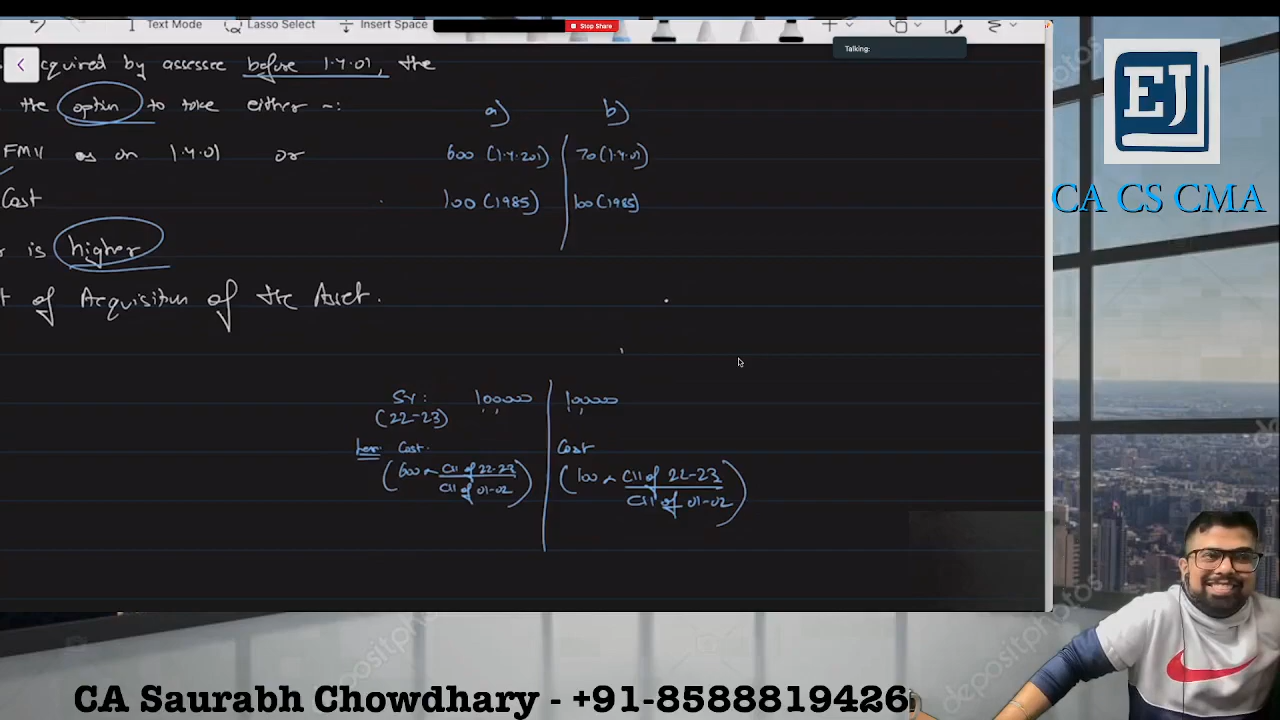 Text Mode Lasso Select Insert Space
Stop Share
Talking:
cquired by assessee before 1.4.01, the
the option to take either -:
FMV as on 1.4.01 or
Cost
r is higher
t of Acquisition of the Asset.
a) b)
600 (1.4.201) 70 (1.4.01)
100 (1985) 100 (1985)
SV: 100000 100000
(22-23)
Less: Cost. Cost
(600 × CII of 22-23 / CII of 01-02) (100 × CII of 22-23 / CII of 01-02)
EJ
CA CS CMA
CA Saurabh Chowdhary - +91-8588819426